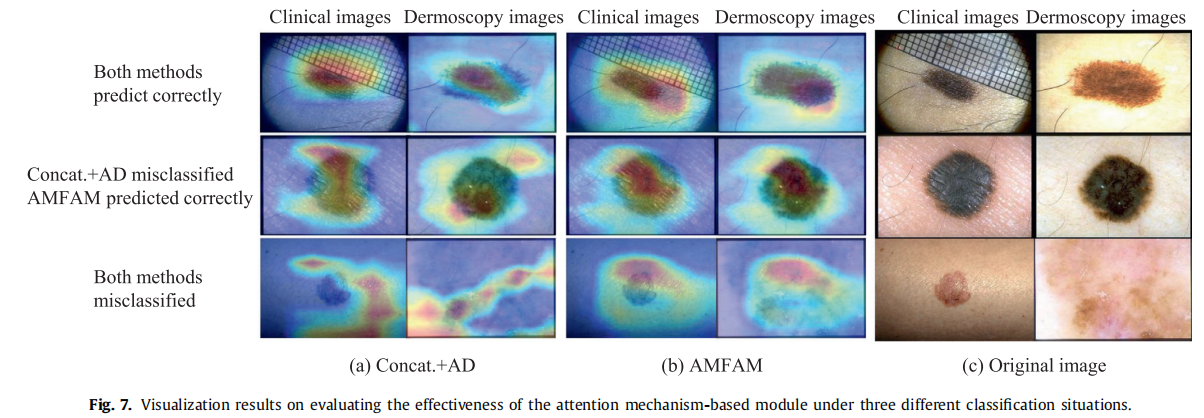 Clinical images Dermoscopy images Clinical images Dermoscopy images Clinical images Dermoscopy images
Both methods
predict correctly
Concat.+AD misclassified
AMFAM predicted correctly
Both methods
misclassified
(a) Concat.+AD (b) AMFAM (c) Original image
Fig. 7. Visualization results on evaluating the effectiveness of the attention mechanism-based module under three different classification situations.